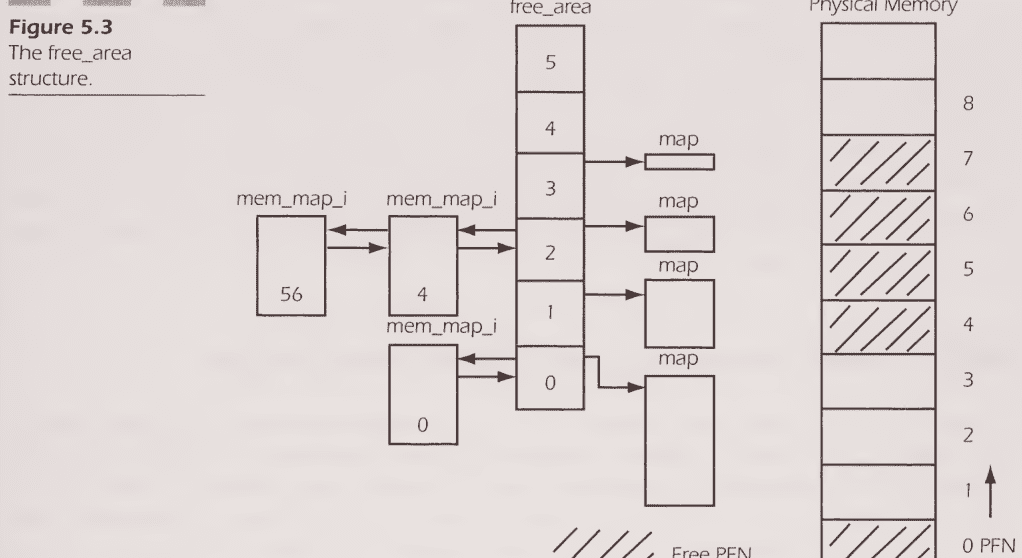 Figure 5.3
The free_area
structure.
free_area
Physical Memory
5
4
3
2
1
0
mem_map_i
56
mem_map_i
4
mem_map_i
0
map
map
map
map
8
7
6
5
4
3
2
1
0 PFN
Free PFN